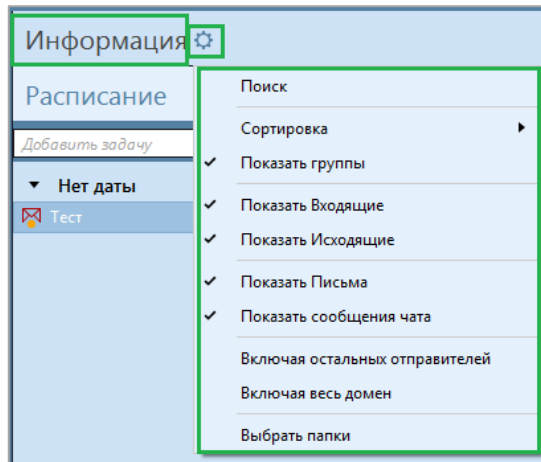 Информация
Расписание
Добавить задачу
Нет даты
Тест
Поиск
Сортировка
Показать группы
Показать Входящие
Показать Исходящие
Показать Письма
Показать сообщения чата
Включая остальных отправителей
Включая весь домен
Выбрать папки